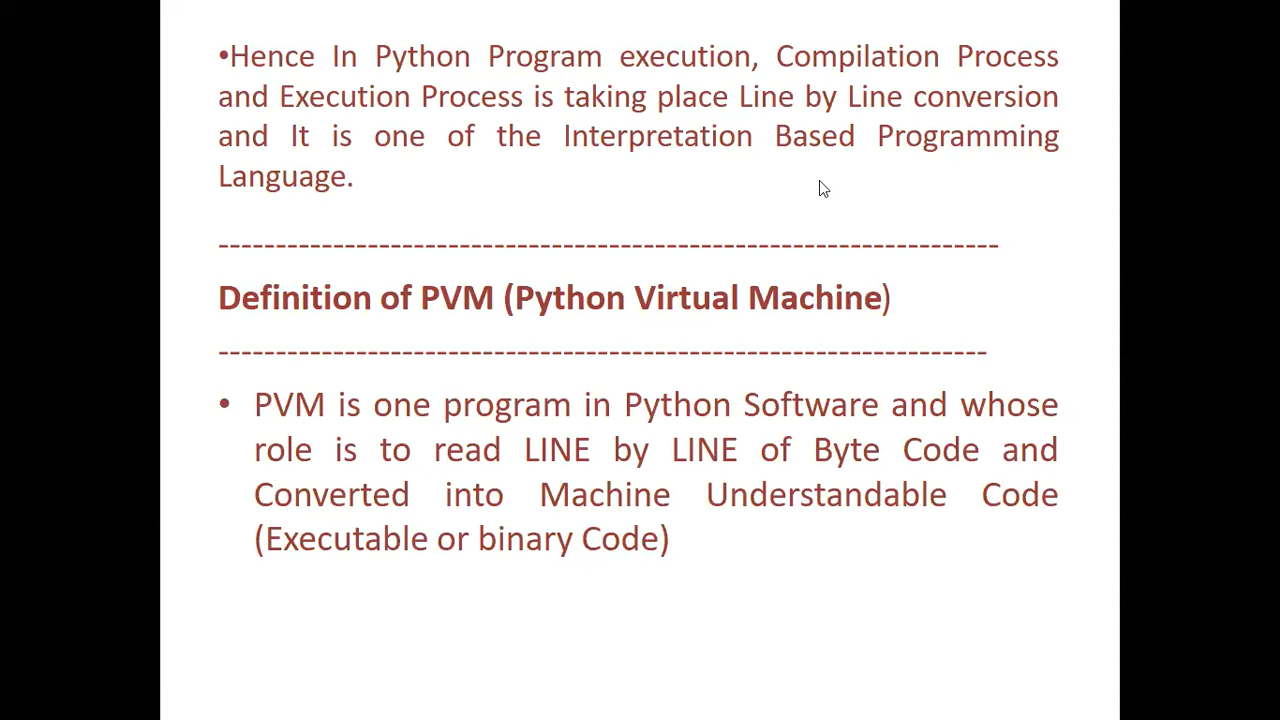 •Hence In Python Program execution, Compilation Process
and Execution Process is taking place Line by Line conversion
and It is one of the Interpretation Based Programming
Language.
--------------------------------------------------------------------
Definition of PVM (Python Virtual Machine)
-------------------------------------------------------------------
• PVM is one program in Python Software and whose
role is to read LINE by LINE of Byte Code and
Converted into Machine Understandable Code
(Executable or binary Code)